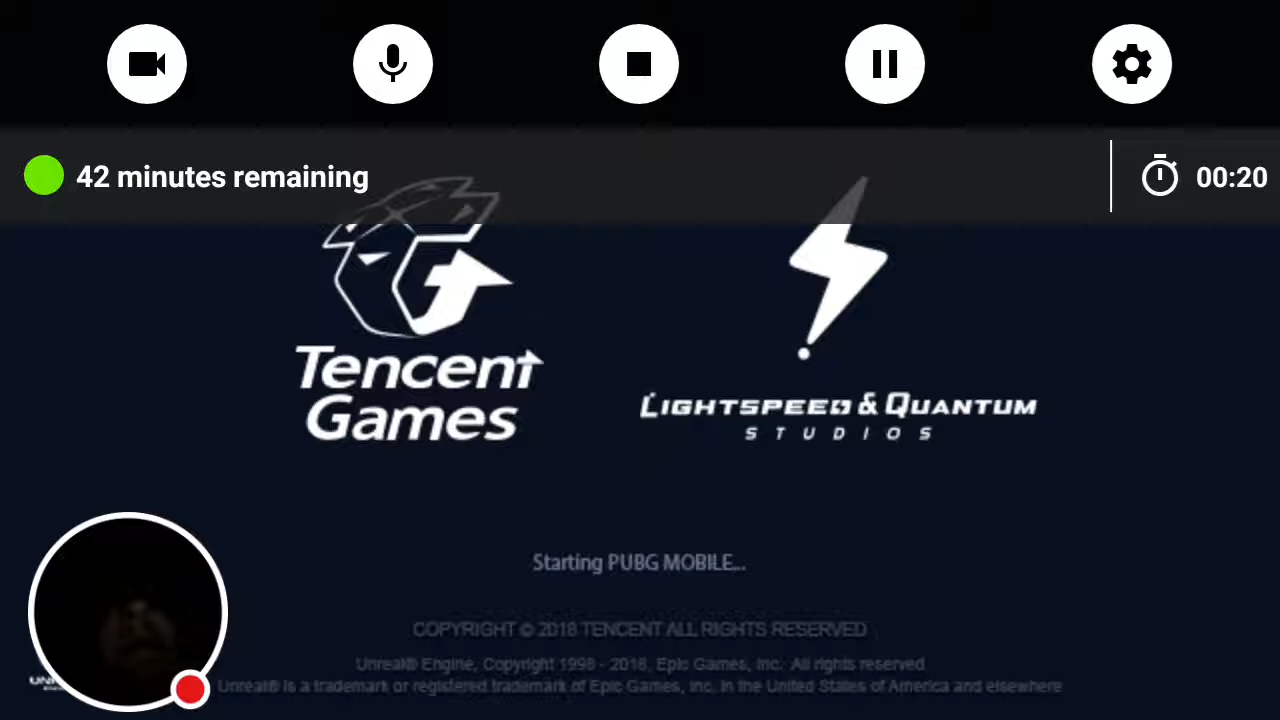 42 minutes remaining
00:20
Tencent
Games
LIGHTSPEED & QUANTUM
STUDIOS
Starting PUBG MOBILE...
COPYRIGHT © 2018 TENCENT ALL RIGHTS RESERVED
Unreal® Engine, Copyright 1998 - 2018, Epic Games, Inc. All rights reserved
Unreal® is a trademark or registered trademark of Epic Games, Inc. in the United States of America and elsewhere